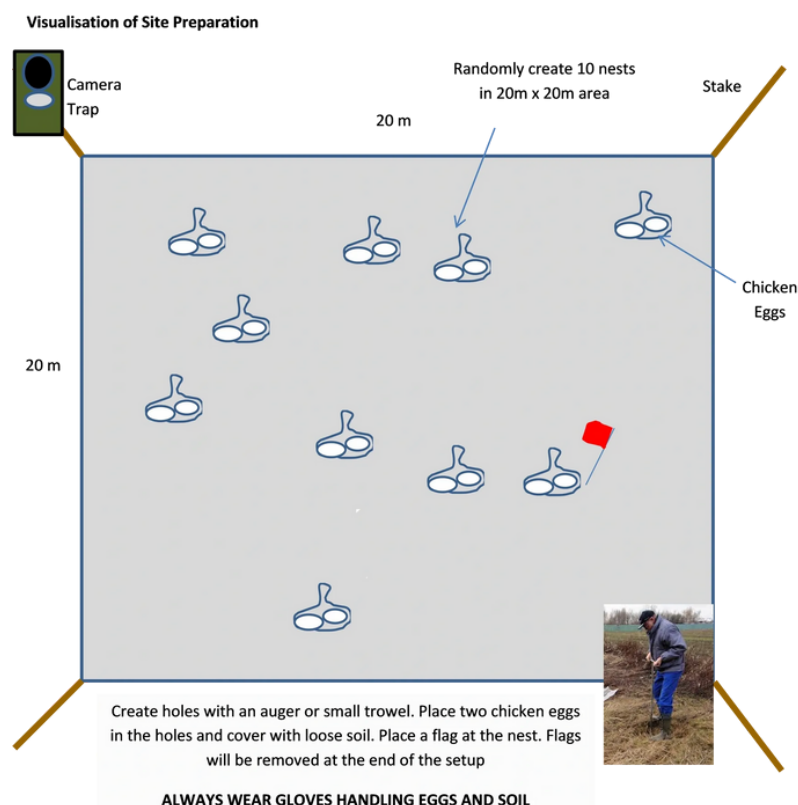 Visualisation of Site Preparation
Camera
Trap
Randomly create 10 nests
in 20m x 20m area
Stake
20 m
Chicken
Eggs
20 m
Create holes with an auger or small trowel. Place two chicken eggs
in the holes and cover with loose soil. Place a flag at the nest. Flags
will be removed at the end of the setup
ALWAYS WEAR GLOVES HANDLING EGGS AND SOIL